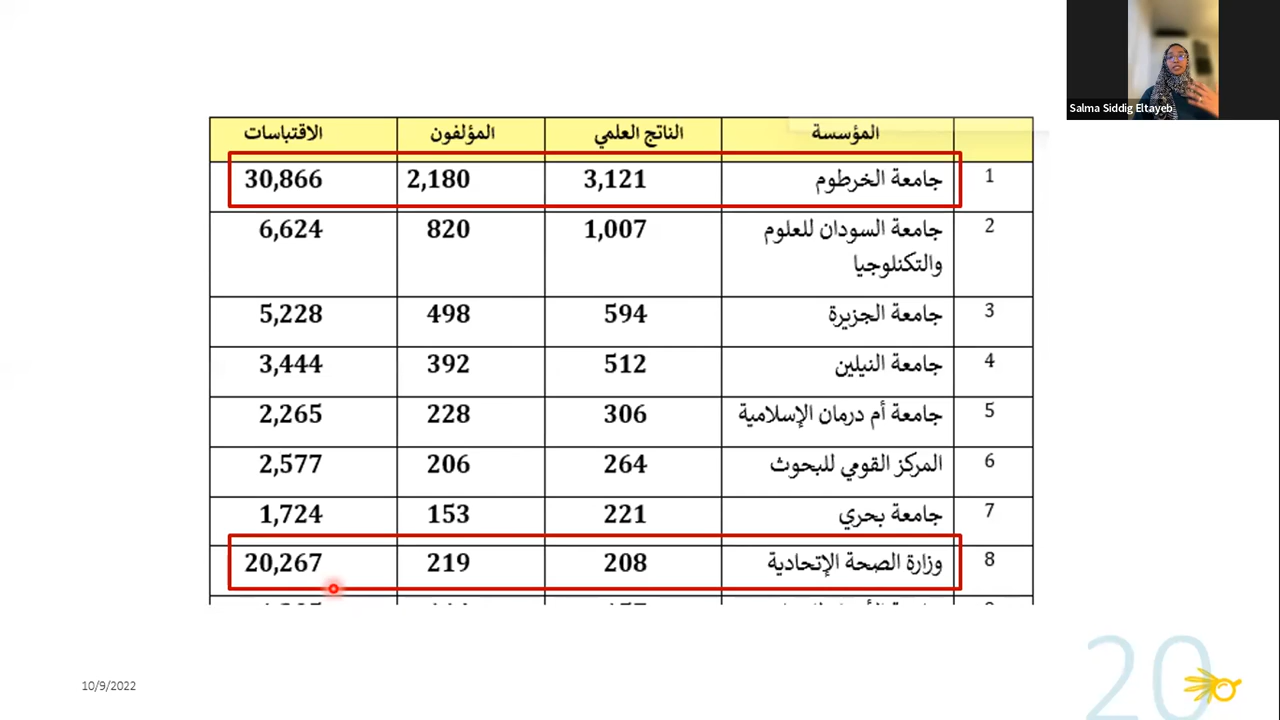 Salma Siddig Eltayeb
المؤسسة الناتج العلمي المؤلفون الاقتباسات
1 جامعة الخرطوم 3,121 2,180 30,866
2 جامعة السودان للعلوم 1,007 820 6,624
والتكنلوجيا
3 جامعة الجزيرة 594 498 5,228
4 جامعة النيلين 512 392 3,444
5 جامعة أم درمان الإسلامية 306 228 2,265
6 المركز القومي للبحوث 264 206 2,577
7 جامعة بحري 221 153 1,724
8 وزارة الصحة الإتحادية 208 219 20,267
10/9/2022
20